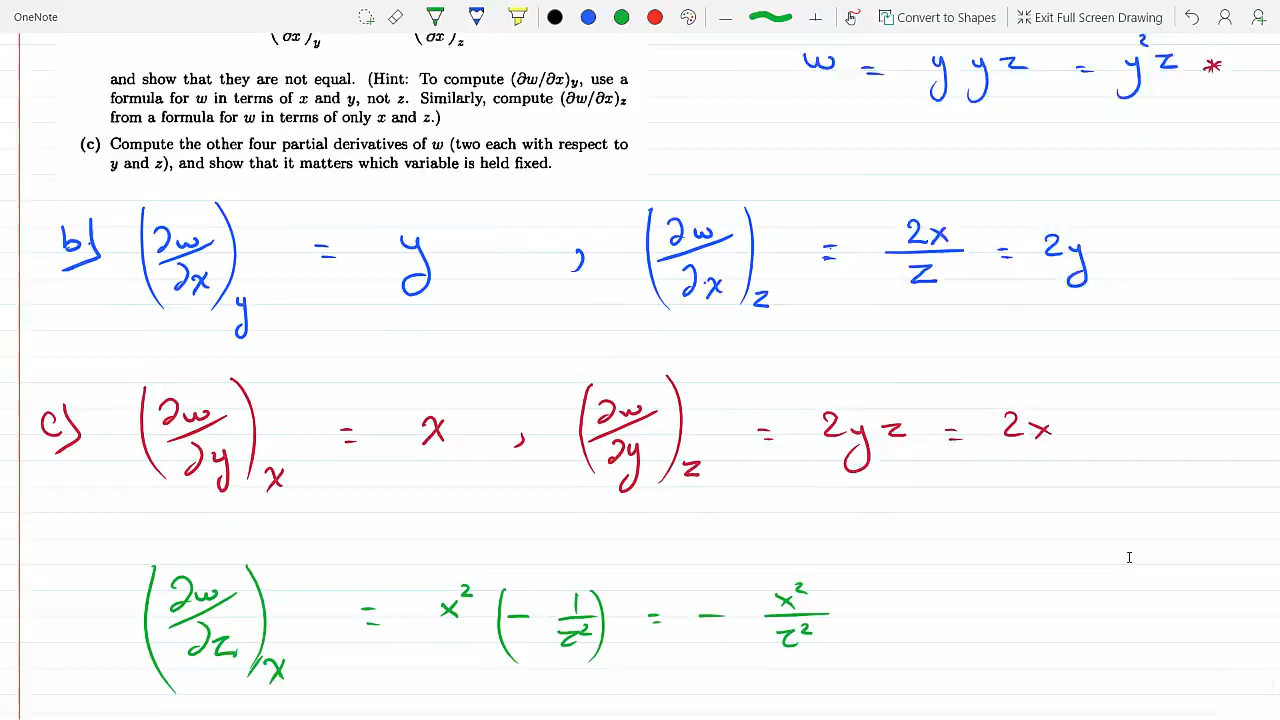 OneNote
Convert to Shapes
Exit Full Screen Drawing
(∂x)y (∂x)z
w = y y z = y² z *
and show that they are not equal. (Hint: To compute (∂w/∂x)y, use a
formula for w in terms of x and y, not z. Similarly, compute (∂w/∂x)z
from a formula for w in terms of only x and z.)
(c) Compute the other four partial derivatives of w (two each with respect to
y and z), and show that it matters which variable is held fixed.
b) (∂w/∂x)y = y , (∂w/∂x)z = 2x/z = 2y
c) (∂w/∂y)x = x , (∂w/∂y)z = 2yz = 2x
(∂w/∂z)x = x² (- 1/z²) = - x²/z²